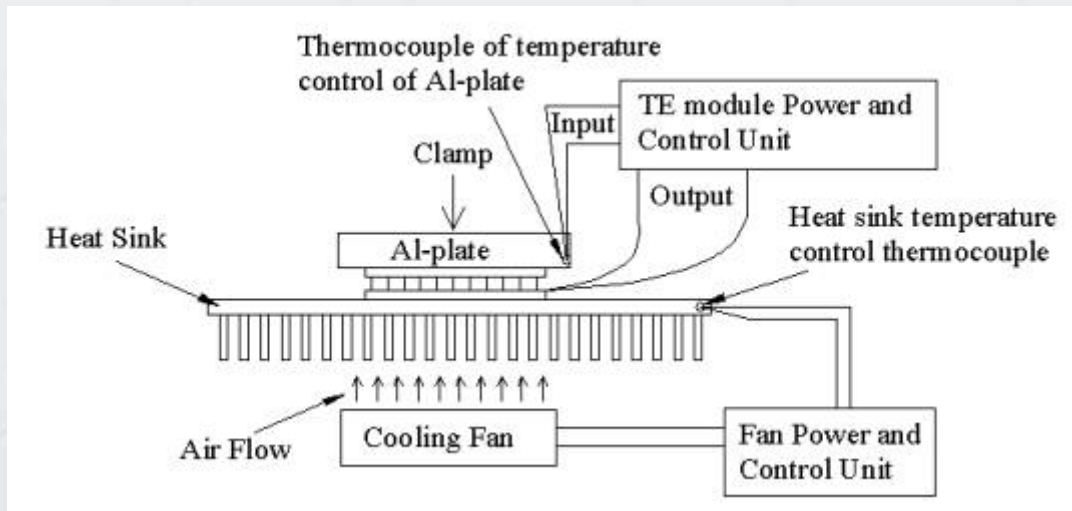 Thermocouple of temperature
control of Al-plate
Input
TE module Power and
Control Unit
Clamp
Output
Heat sink temperature
control thermocouple
Heat Sink
Al-plate
Air Flow
Cooling Fan
Fan Power and
Control Unit